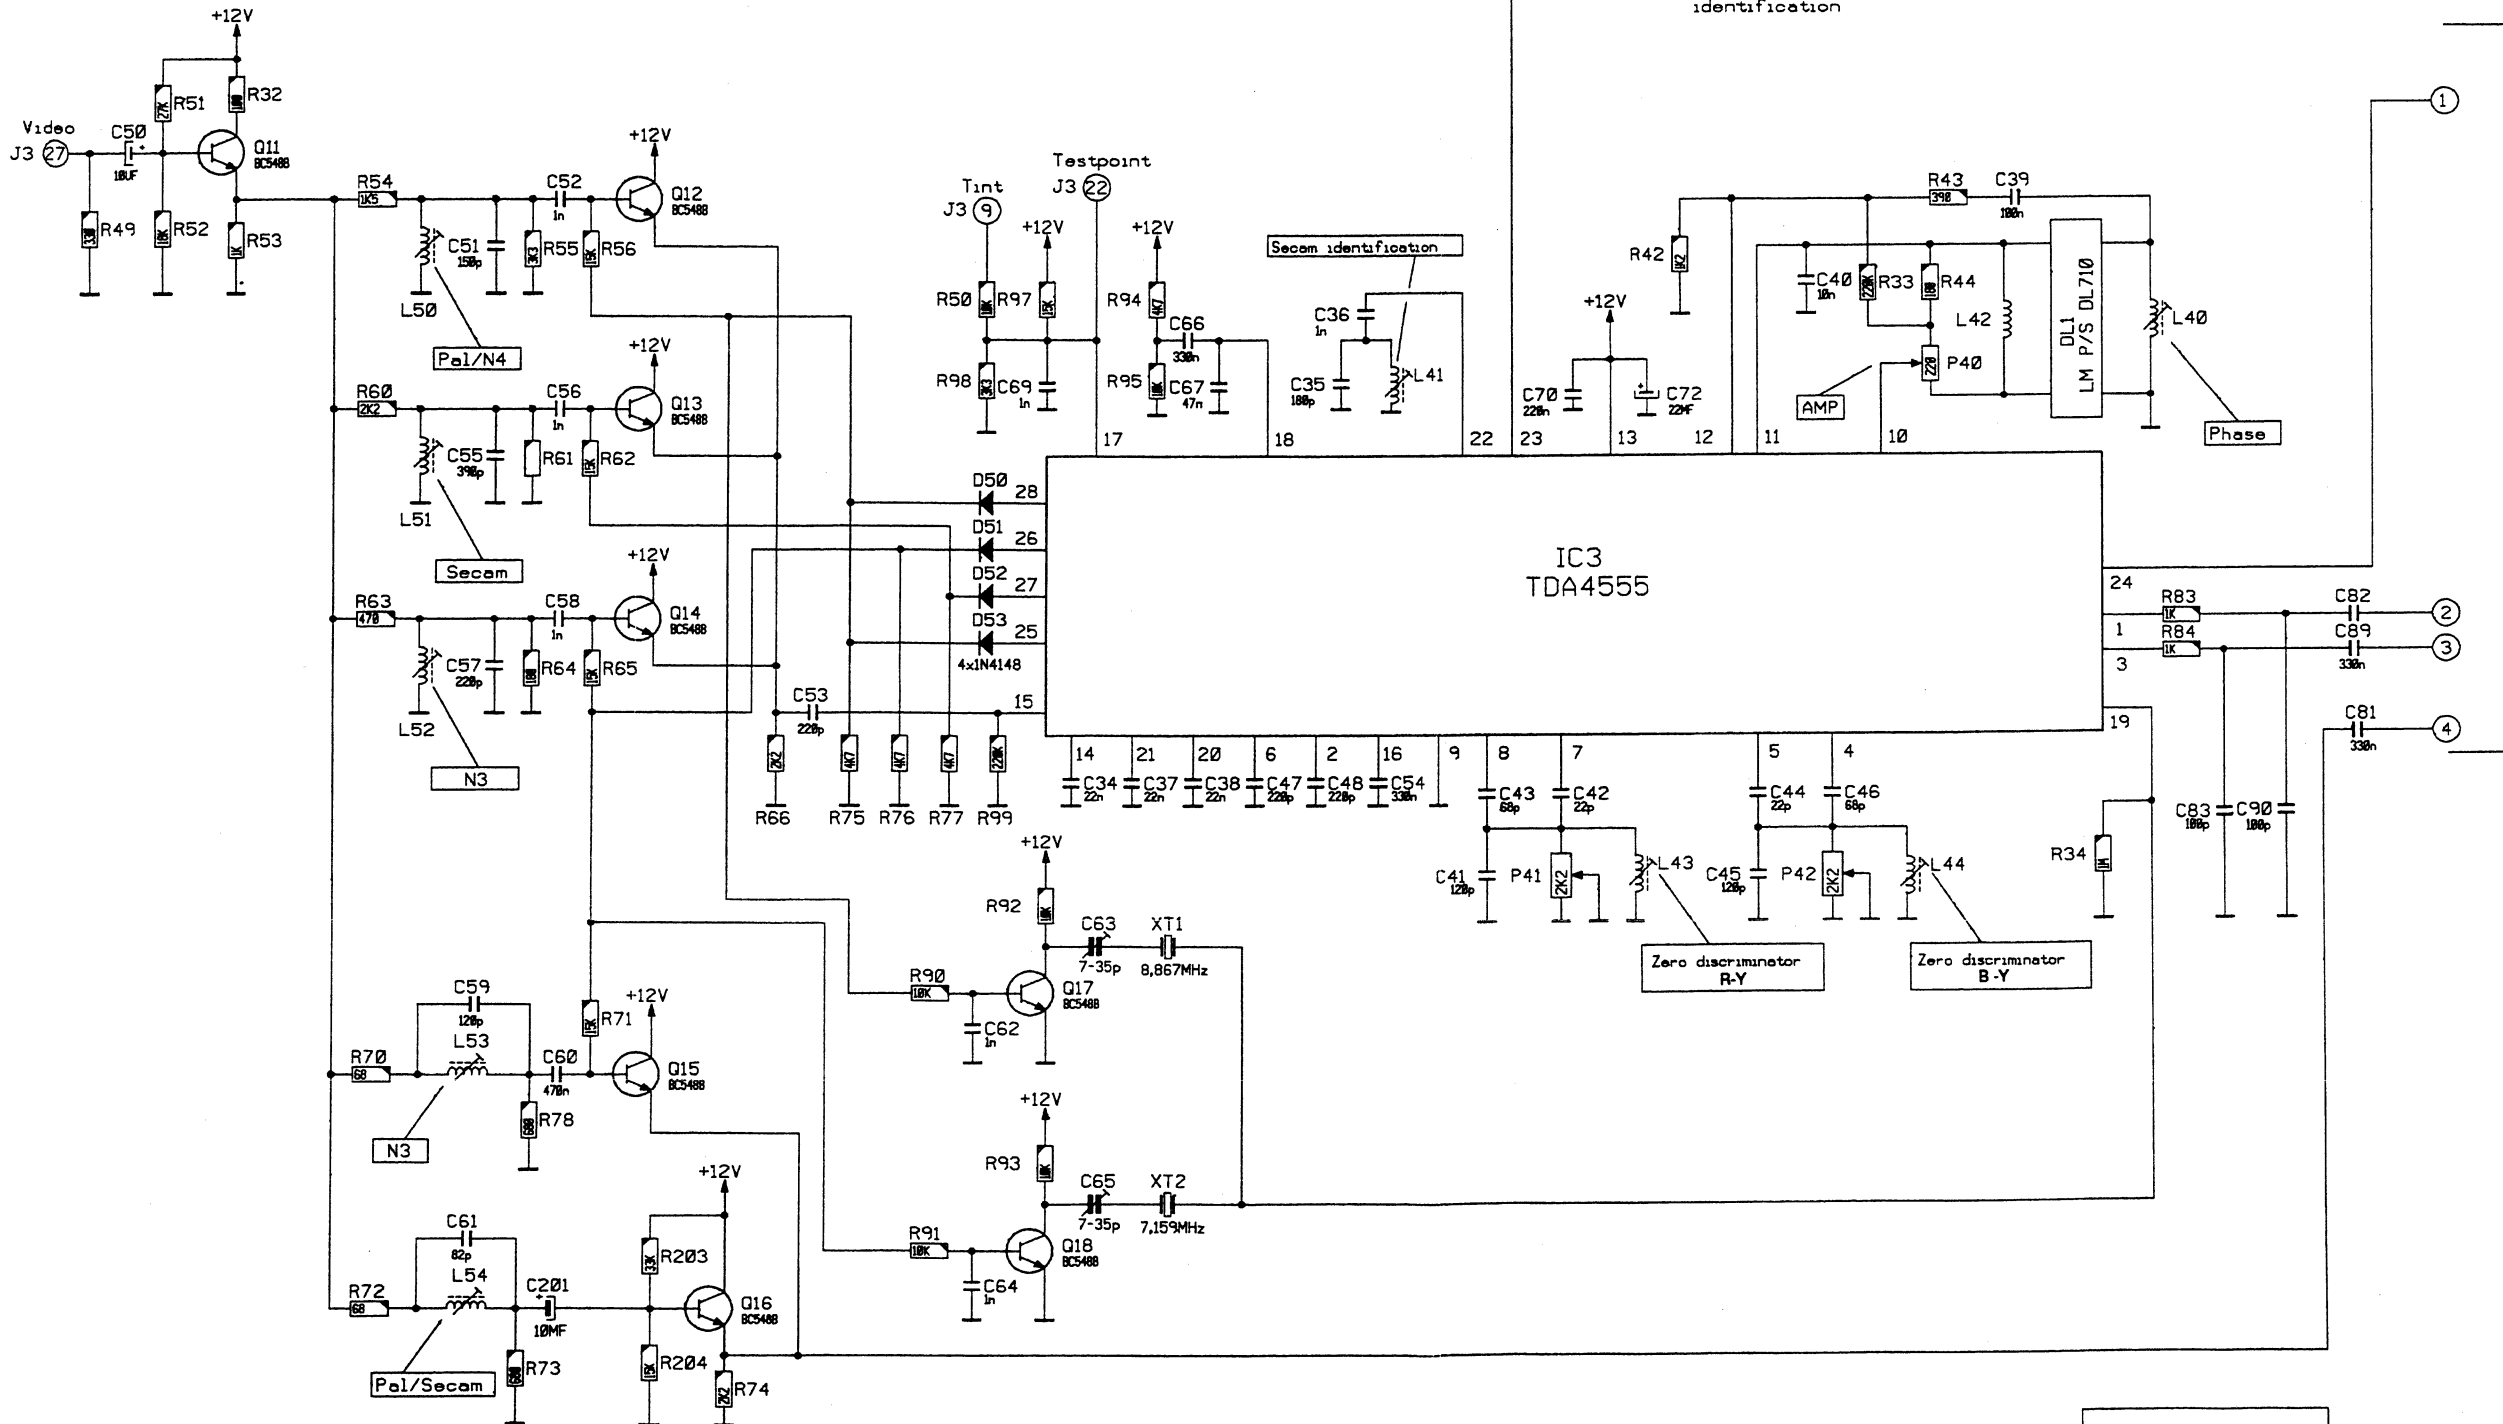 identification
+12V
R51
27K
R32
100
Video
J3 27
C50
10UF
Q11
BC548B
R49
330
R52
18K
R53
1K
+12V
R54
1K5
C52
1n
Q12
BC548B
C51
150p
R55
3K3
R56
15K
L50
Pal/N4
+12V
R60
2K2
C56
1n
Q13
BC548B
C55
390p
R61
R62
15K
L51
Secam
+12V
R63
470
C58
1n
Q14
BC548B
C57
220p
R64
180
R65
15K
L52
N3
C59
120p
L53
R70
68
C60
470n
R71
15K
+12V
Q15
BC548B
R78
680
N3
+12V
C61
82p
L54
R72
68
C201
10MF
R203
33K
Q16
BC548B
R73
680
R204
15K
R74
2K2
Pal/Secam
Tint
J3 9
Testpoint
J3 22
+12V
+12V
R50
10K
R97
15K
R94
4K7
C66
330n
R98
3K3
C69
1n
R95
10K
C67
47n
Secam identification
C36
1n
C35
180p
L41
+12V
C70
220n
C72
22MF
R42
1K2
R43
390
C39
100n
C40
10n
R33
220K
R44
180
L42
P40
220
AMP
DL1
LM P/S DL710
L40
Phase
17
18
22
23
13
12
11
10
D50
28
D51
26
D52
27
D53
25
4x1N4148
15
IC3
TDA4555
24
1
3
19
C53
220p
2K2
4K7
4K7
4K7
220K
R66
R75
R76
R77
R99
14
21
20
6
2
16
9
8
7
5
4
C34
22n
C37
22n
C38
22n
C47
220p
C48
220p
C54
330n
C43
68p
C42
22p
C44
22p
C46
68p
C41
120p
P41
2K2
L43
C45
120p
P42
2K2
L44
Zero discriminator
R-Y
Zero discriminator
B-Y
+12V
R92
10K
C63
7-35p
XT1
8,867MHz
R90
10K
Q17
BC548B
C62
1n
+12V
R93
10K
C65
7-35p
XT2
7,159MHz
R91
10K
Q18
BC548B
C64
1n
R34
1M
R83
1K
C82
R84
1K
C89
330n
C81
330n
C83
100p
C90
100p
1
2
3
4